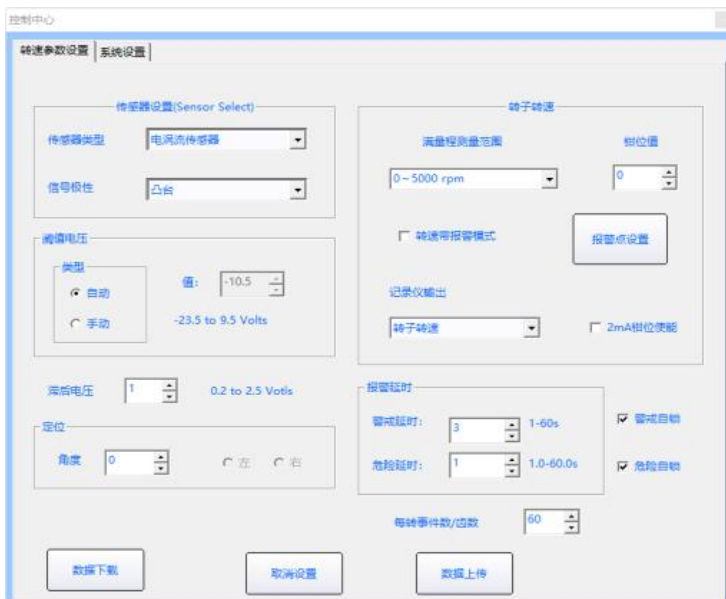 控制中心
转速参数设置
系统设置
传感器设置(Sensor Select)
传感器类型
电涡流传感器
信号极性
凸台
阈值电压
类型
自动
手动
值:
-10.5
-23.5 to 9.5 Volts
滞后电压
1
0.2 to 2.5 Votls
定位
角度
0
左
右
转子转速
满量程测量范围
钳位值
0~5000 rpm
0
转速带报警模式
报警点设置
记录仪输出
转子转速
2mA钳位使能
报警延时
警戒延时:
3
1-60s
警戒自锁
危险延时:
1
1.0-60.0s
危险自锁
每转事件数/齿数
60
数据下载
取消设置
数据上传